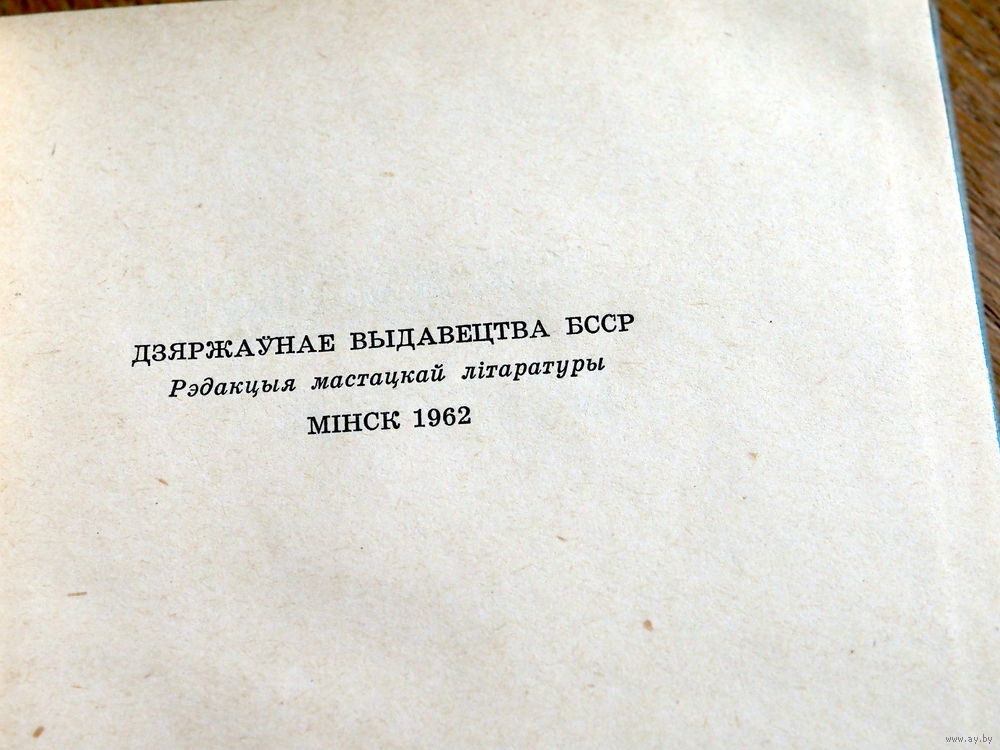 ДЗЯРЖАЎНАЕ ВЫДАВЕЦТВА БССР
Рэдакцыя мастацкай літаратуры
МІНСК 1962
www.ay.by